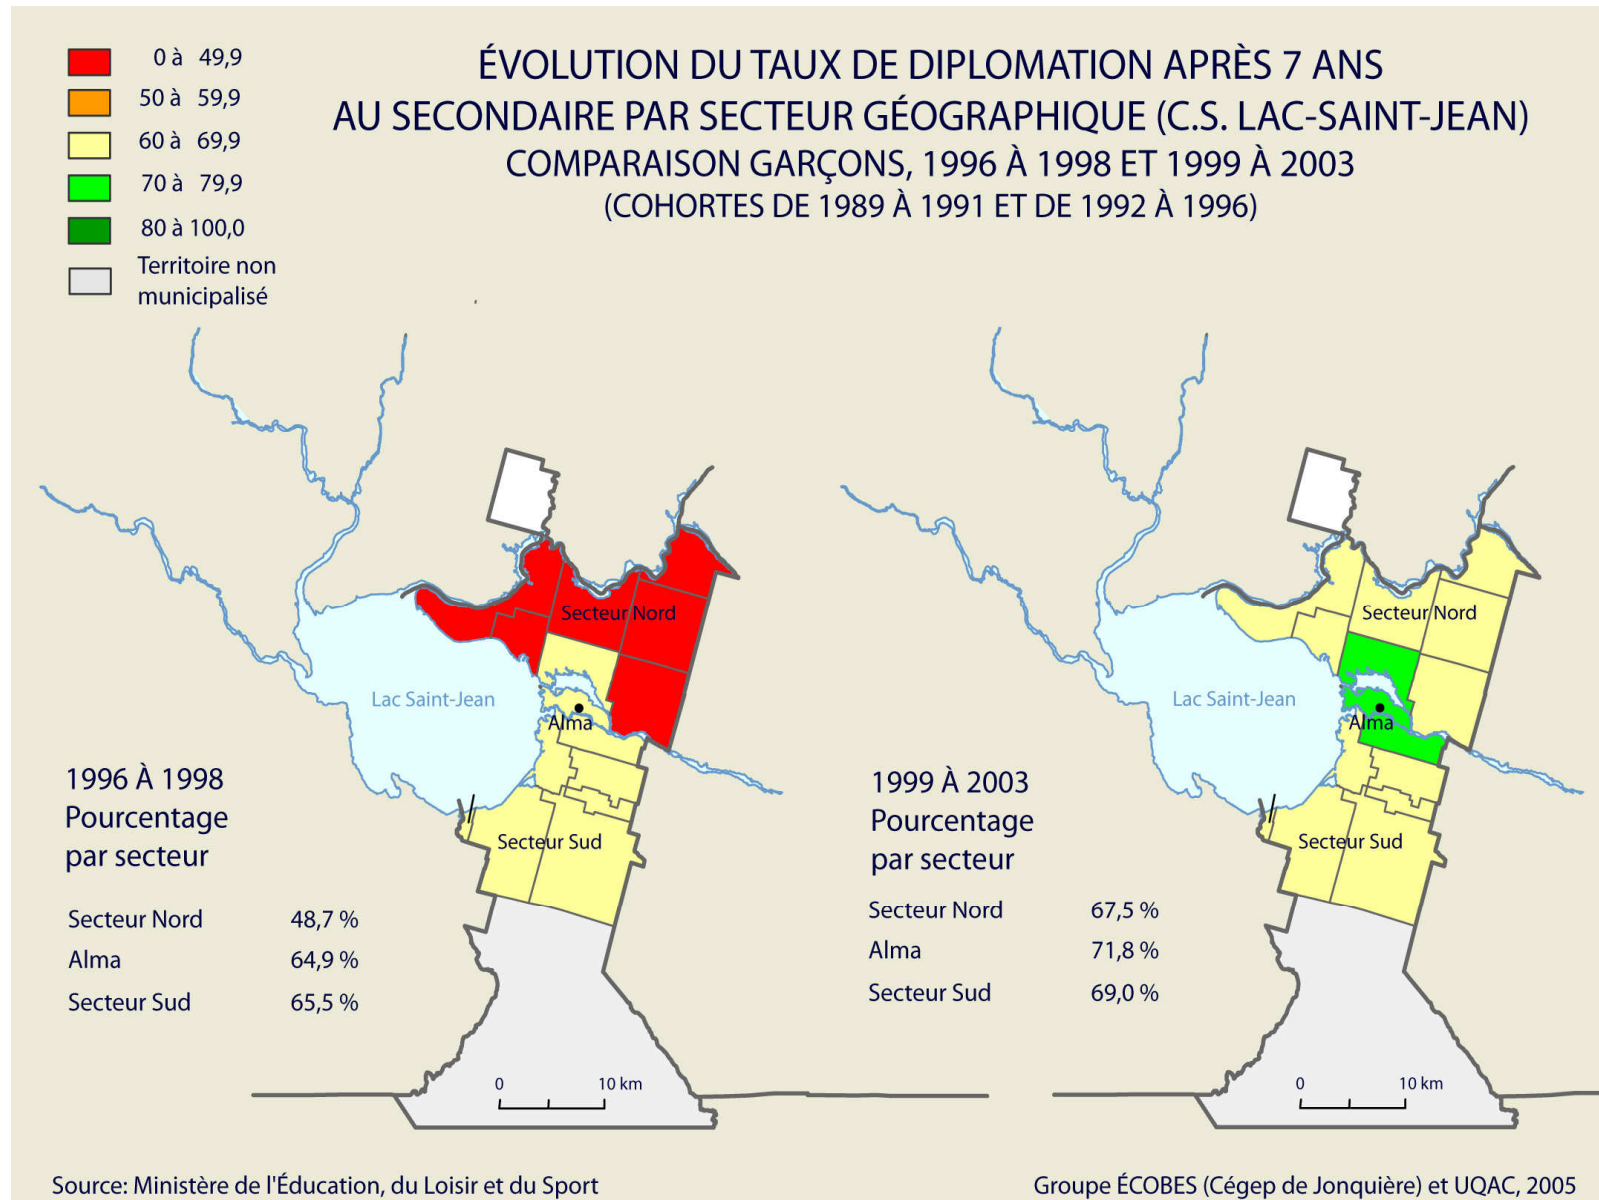 0 à 49,9
50 à 59,9
60 à 69,9
70 à 79,9
80 à 100,0
Territoire non
municipalisé
ÉVOLUTION DU TAUX DE DIPLOMATION APRÈS 7 ANS
AU SECONDAIRE PAR SECTEUR GÉOGRAPHIQUE (C.S. LAC-SAINT-JEAN)
COMPARAISON GARÇONS, 1996 À 1998 ET 1999 À 2003
(COHORTES DE 1989 À 1991 ET DE 1992 À 1996)
Secteur Nord
Lac Saint-Jean
Alma
Secteur Sud
1996 À 1998
Pourcentage
par secteur
Secteur Nord 48,7 %
Alma 64,9 %
Secteur Sud 65,5 %
0 10 km
Secteur Nord
Lac Saint-Jean
Alma
Secteur Sud
1999 À 2003
Pourcentage
par secteur
Secteur Nord 67,5 %
Alma 71,8 %
Secteur Sud 69,0 %
0 10 km
Source: Ministère de l'Éducation, du Loisir et du Sport
Groupe ÉCOBES (Cégep de Jonquière) et UQAC, 2005